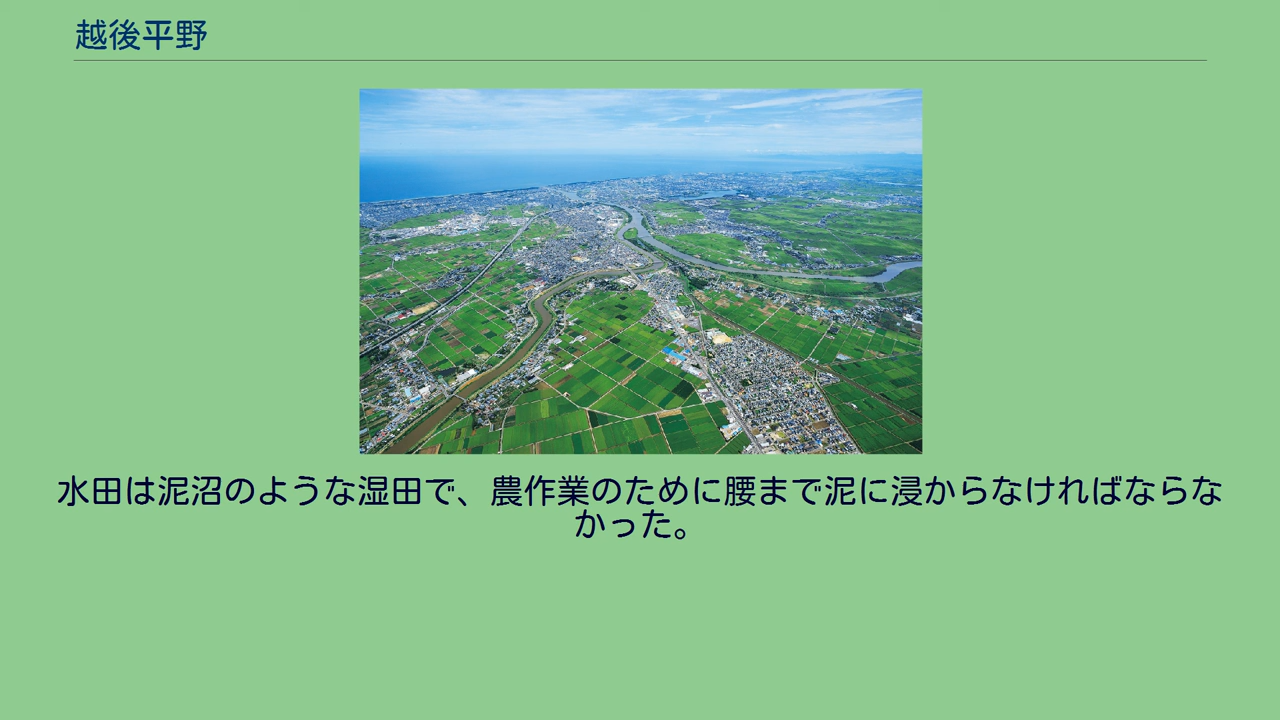 越後平野
水田は泥沼のような湿田で、農作業のために腰まで泥に浸からなければならな
かった。